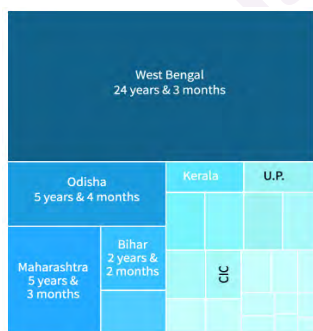 West Bengal
24 years & 3 months
Odisha
5 years & 4 months
Kerala
U.P.
Maharashtra
5 years &
3 months
Bihar
2 years &
2 months
CIC